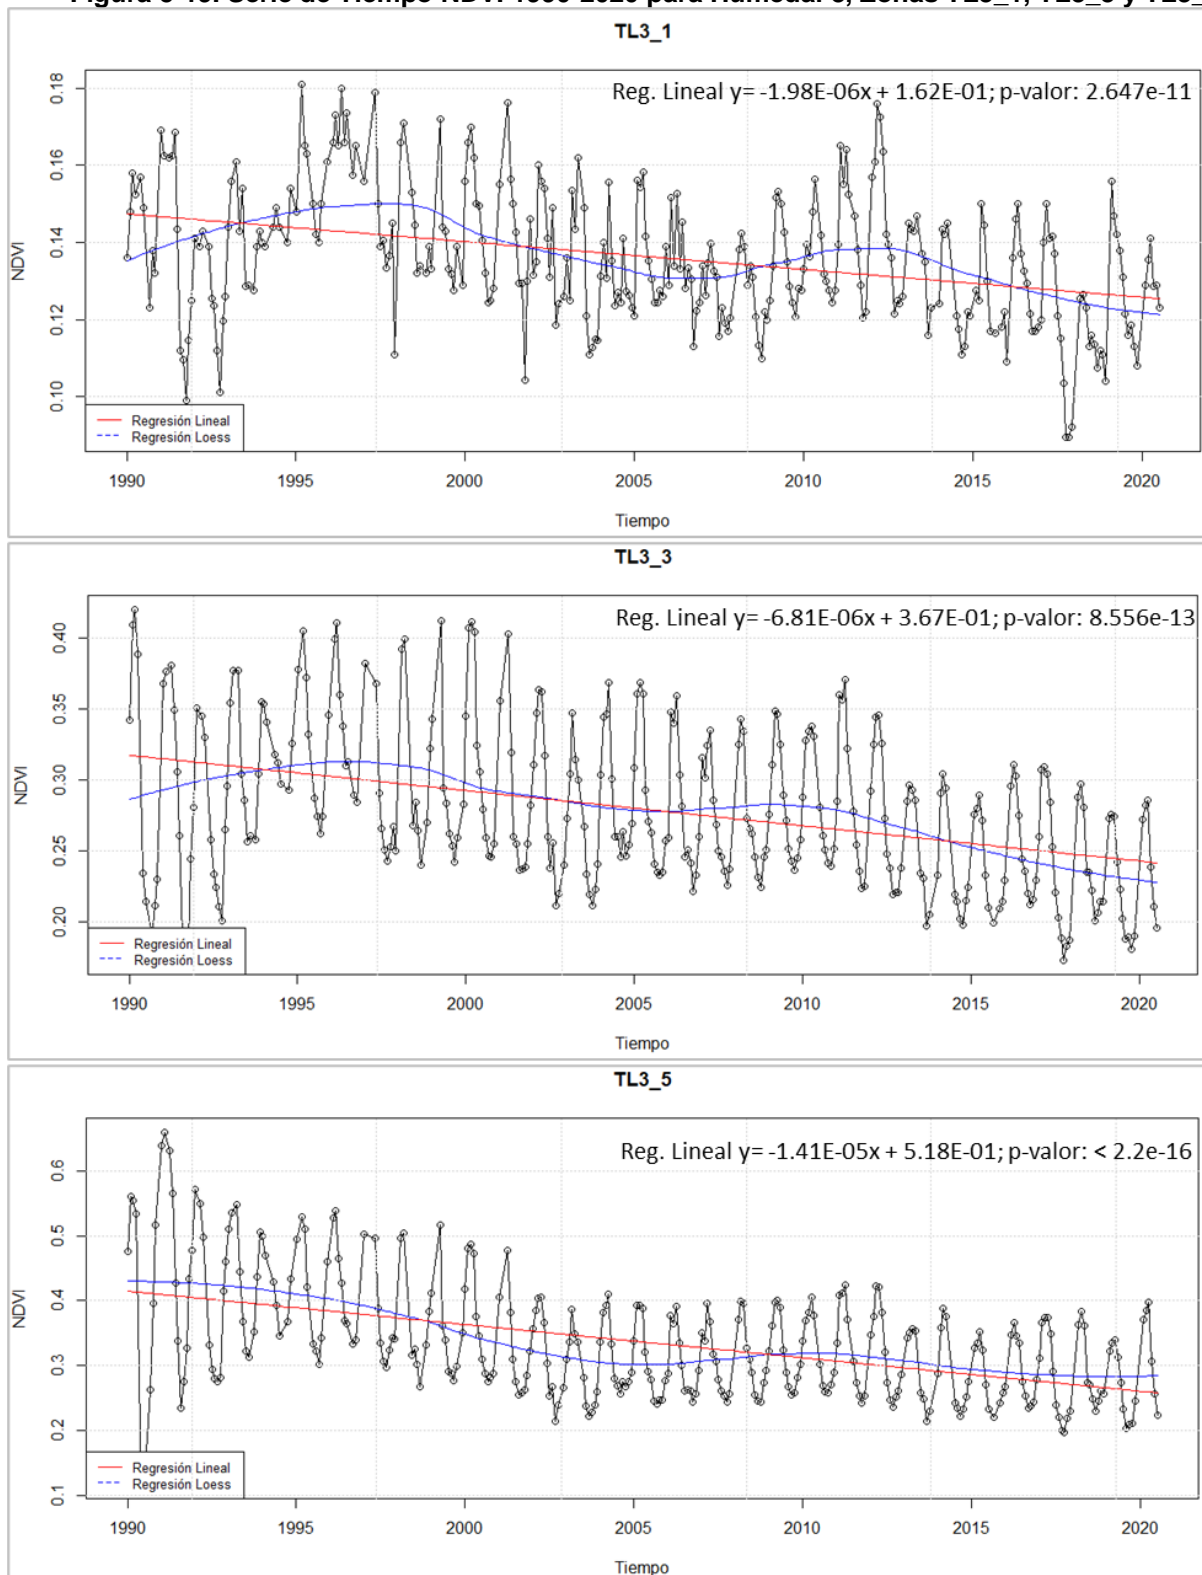 TL3_1
Reg. Lineal y= -1.98E-06x + 1.62E-01; p-valor: 2.647e-11
0.18
0.16
0.14
0.12
0.10
NDVI
Regresión Lineal
Regresión Loess
1990 1995 2000 2005 2010 2015 2020
Tiempo
TL3_3
Reg. Lineal y= -6.81E-06x + 3.67E-01; p-valor: 8.556e-13
0.40
0.35
0.30
0.25
0.20
NDVI
Regresión Lineal
Regresión Loess
1990 1995 2000 2005 2010 2015 2020
Tiempo
TL3_5
Reg. Lineal y= -1.41E-05x + 5.18E-01; p-valor: < 2.2e-16
0.6
0.5
0.4
0.3
0.2
0.1
NDVI
Regresión Lineal
Regresión Loess
1990 1995 2000 2005 2010 2015 2020
Tiempo